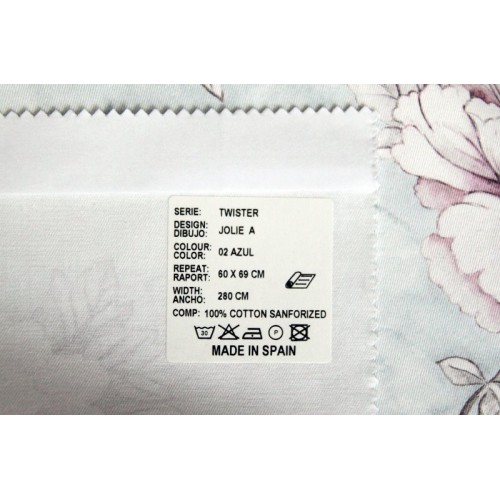 SERIE: TWISTER
DESIGN:
DIBUJO: JOLIE A
COLOUR:
COLOR: 02 AZUL
REPEAT
RAPORT: 60 X 69 CM
WIDTH:
ANCHO: 280 CM
COMP: 100% COTTON SANFORIZED
30 P
MADE IN SPAIN